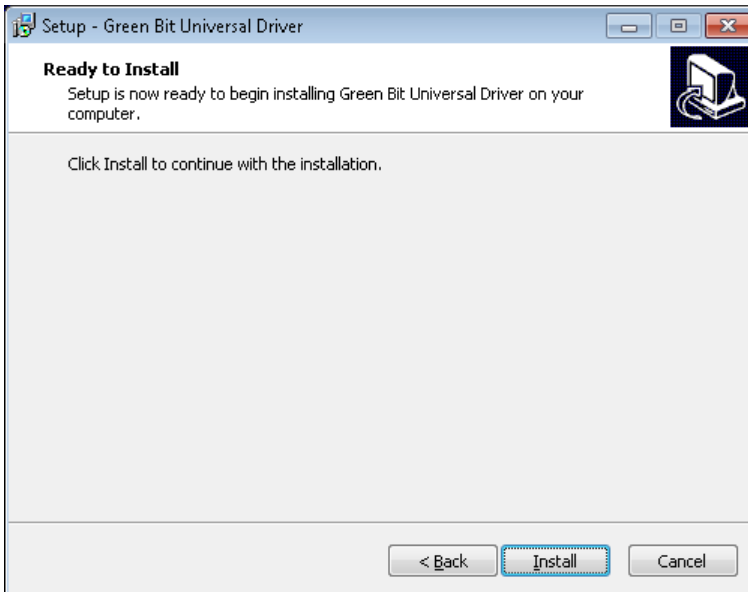 Setup - Green Bit Universal Driver
Ready to Install
Setup is now ready to begin installing Green Bit Universal Driver on your
computer.
Click Install to continue with the installation.
< Back
Install
Cancel